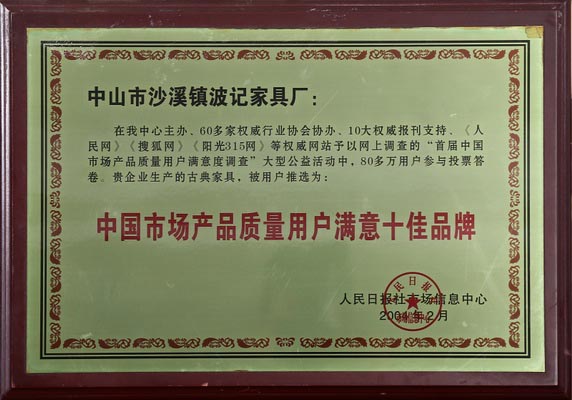 中山市沙溪镇波记家具厂：
在我中心主办、60多家权威行业协会协办、10大权威报刊支持、《人
民网》《搜狐网》《阳光315网》等权威网站予以网上调查的“首届中国
市场产品质量用户满意度调查”大型公益活动中，80多万用户参与投票答
卷。贵企业生产的古典家具，被用户推选为：
中国市场产品质量用户满意十佳品牌
人民日报社市场信息中心
2004年2月